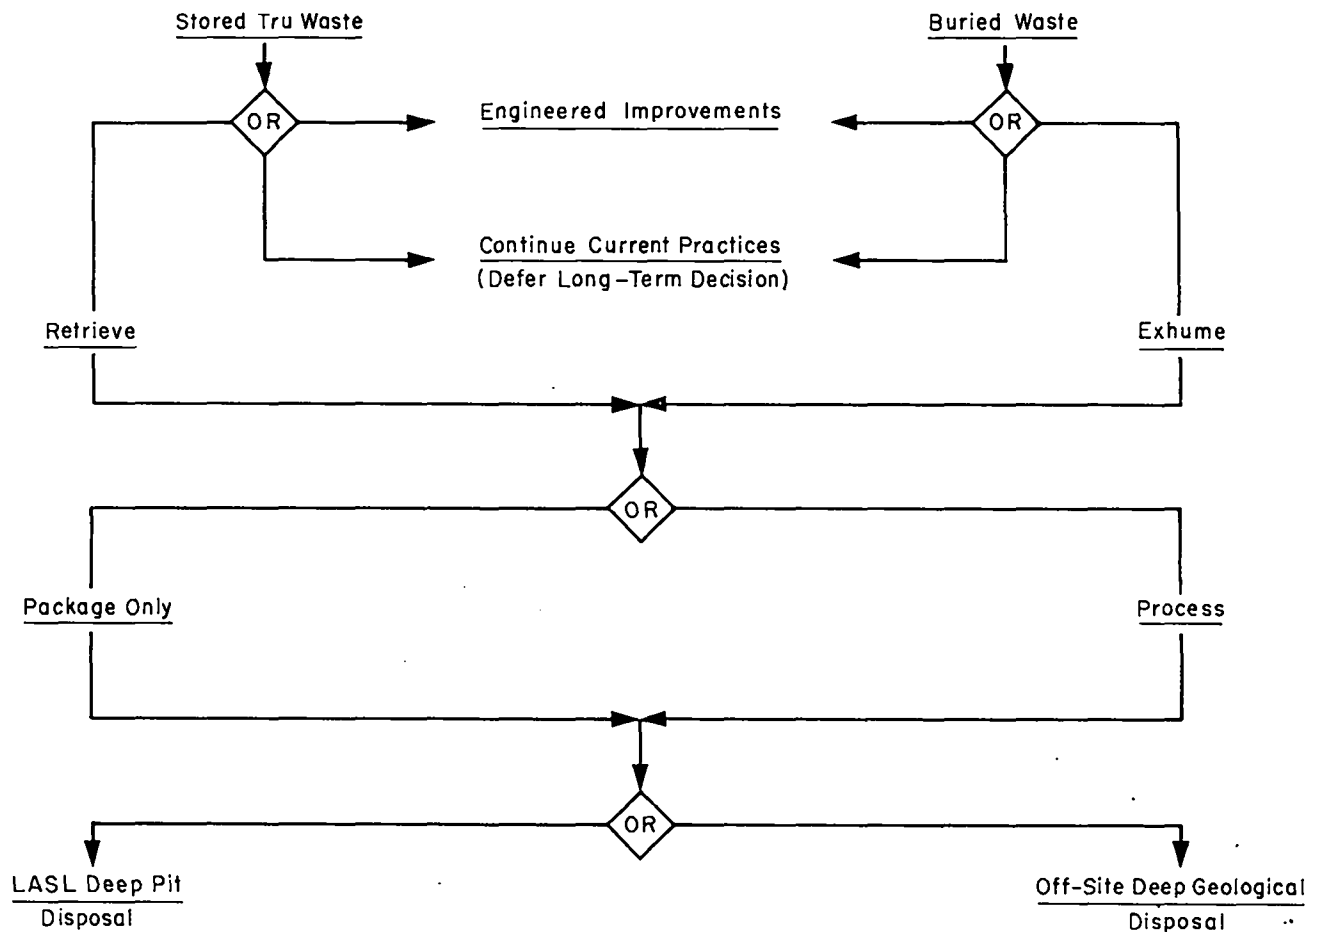 Stored Tru Waste
Buried Waste
OR
Engineered Improvements
OR
Continue Current Practices
(Defer Long-Term Decision)
Retrieve
Exhume
OR
Package Only
Process
OR
LASL Deep Pit
Disposal
Off-Site Deep Geological
Disposal